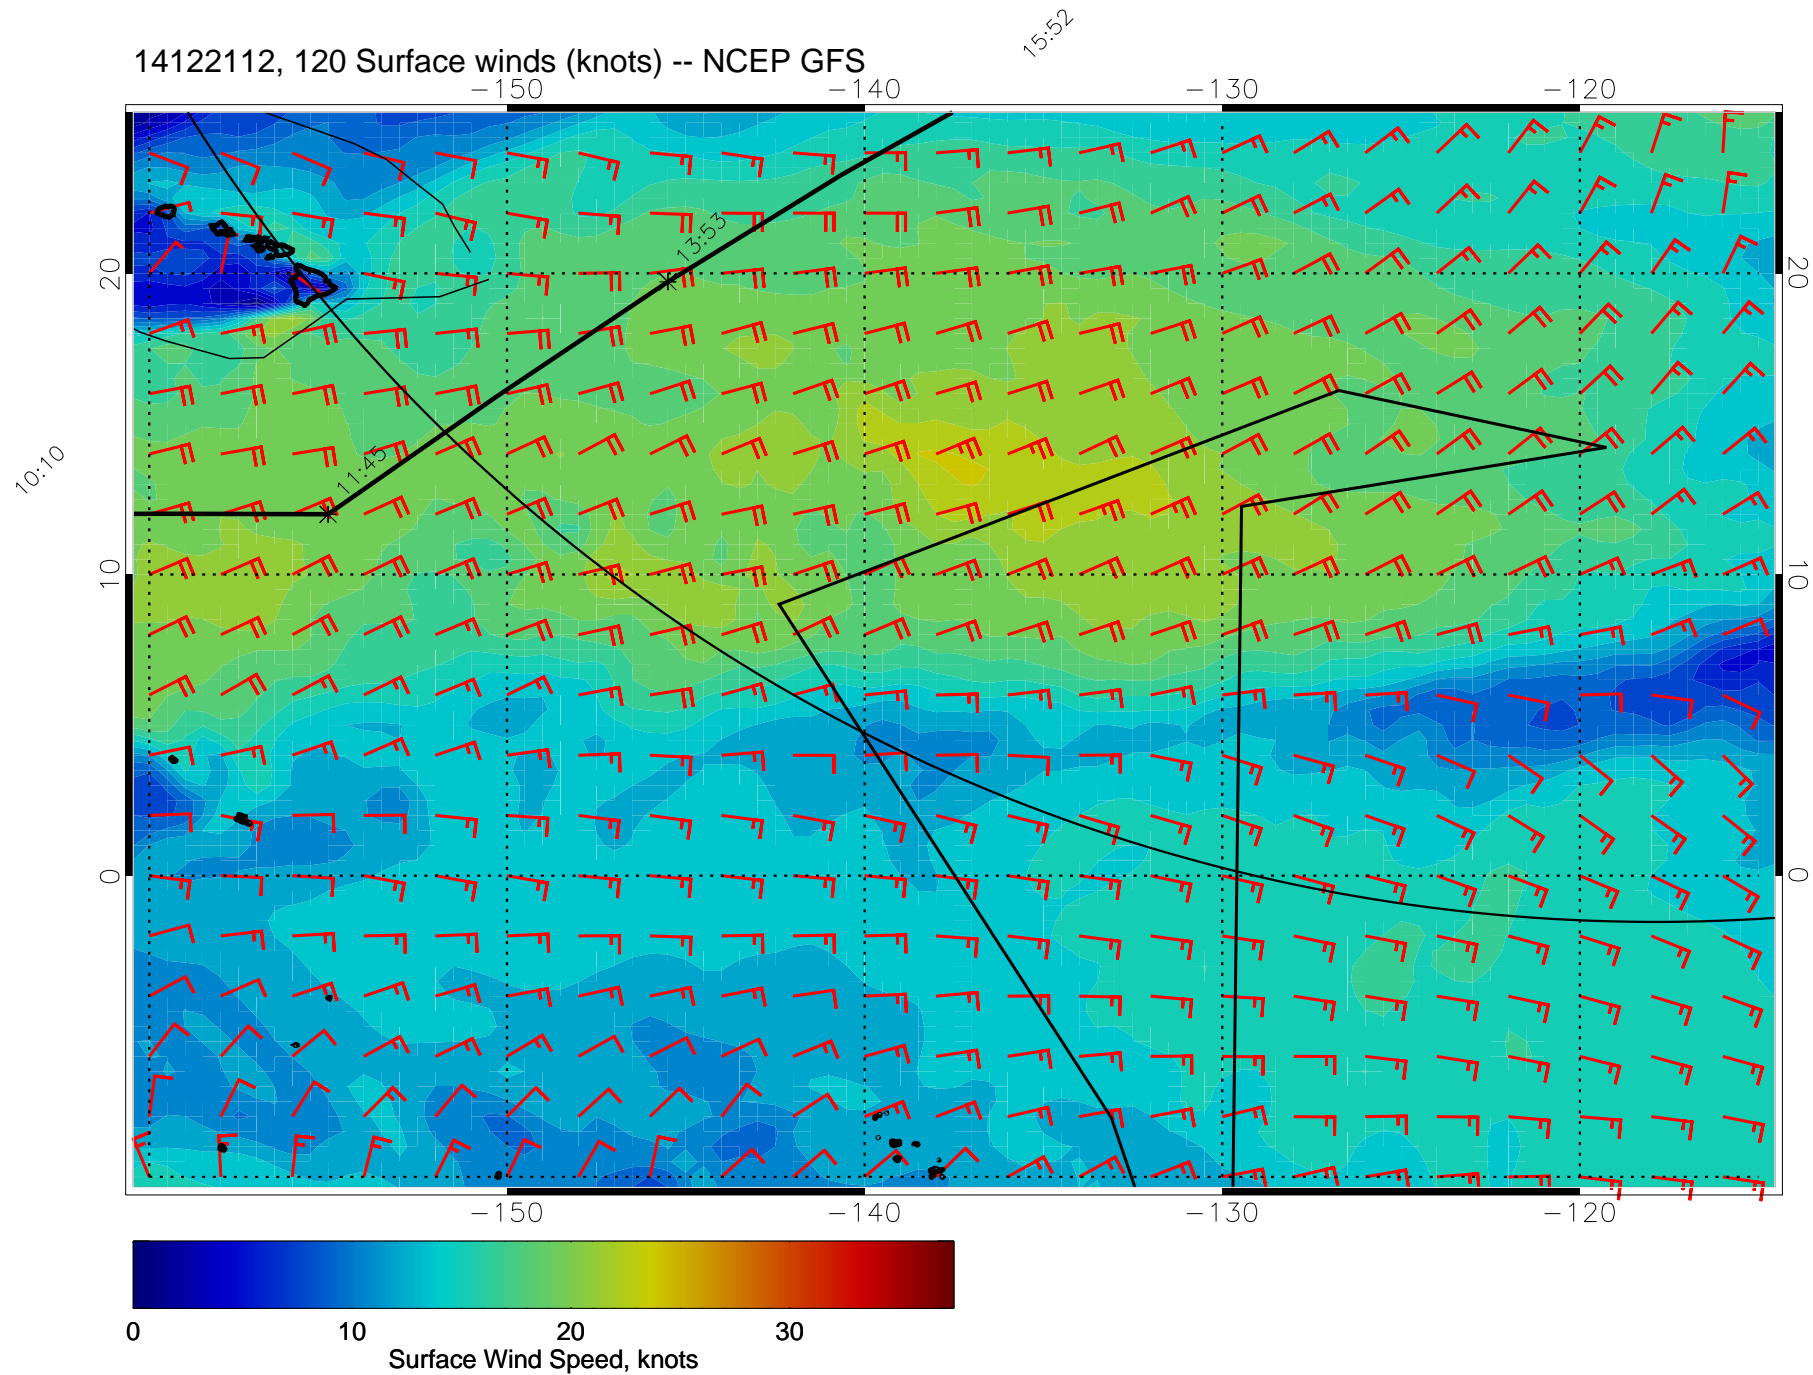 15:52
14122112, 120 Surface winds (knots) -- NCEP GFS
-150 -140 -130 -120
13:53
20 20
11:45
10:10
10 10
0 0
-150 -140 -130 -120
0 10 20 30
Surface Wind Speed, knots